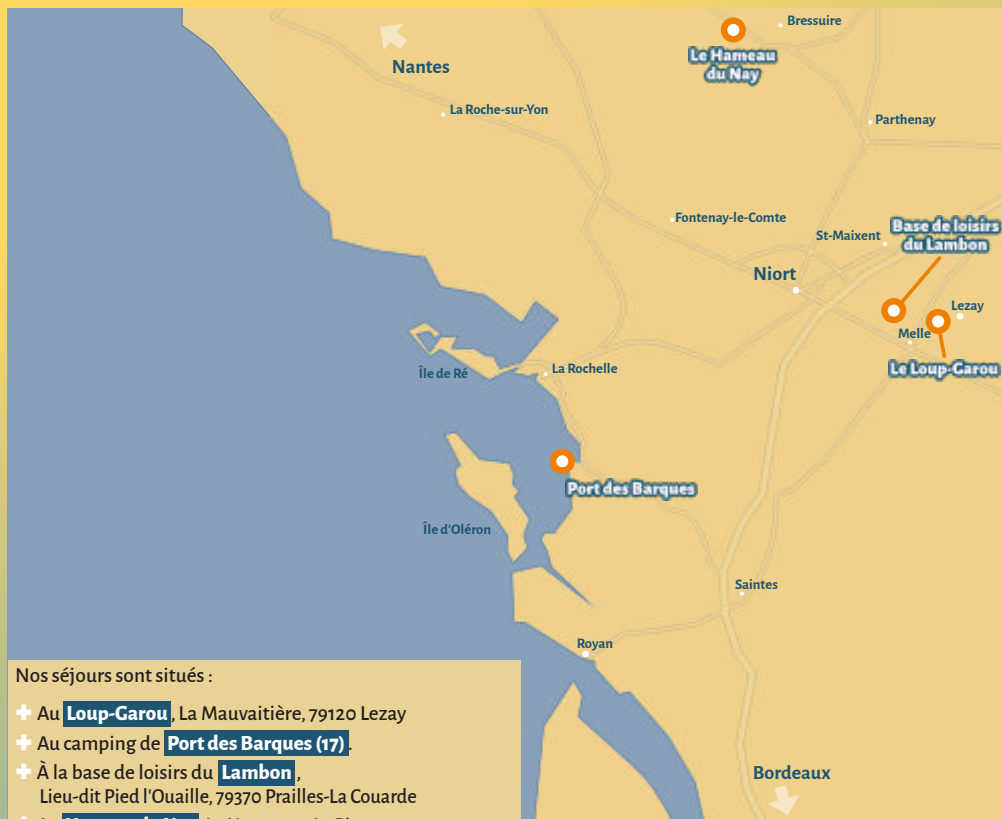 Bressuire
Le Hameau
du Nay
Nantes
La Roche-sur-Yon
Parthenay
Fontenay-le-Comte
St-Maixent
Base de loisirs
du Lambon
Niort
Lezay
Melle
Île de Ré
La Rochelle
Le Loup-Garou
Port des Barques
Île d'Oléron
Saintes
Royan
Bordeaux
Nos séjours sont situés :
Au Loup-Garou, La Mauvaitière, 79120 Lezay
Au camping de Port des Barques (17).
À la base de loisirs du Lambon,
Lieu-dit Pied l'Ouaille, 79370 Prailles-La Couarde